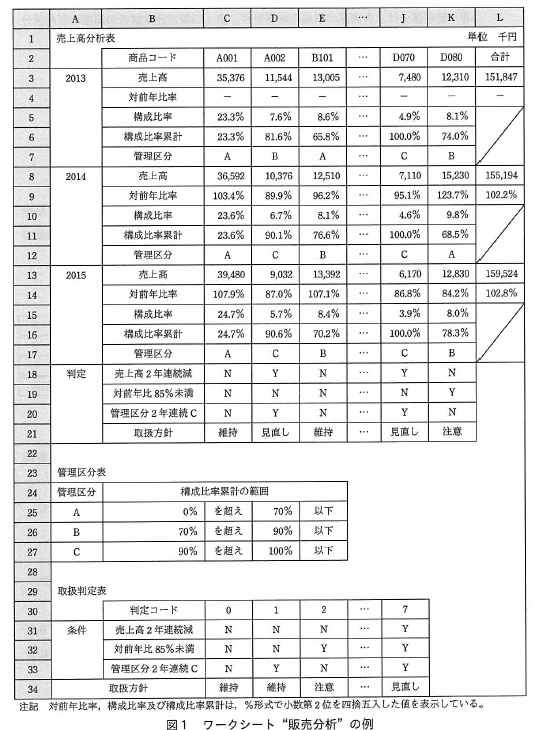 A B C D E … J K L
1 売上高分析表 単位 千円
2 商品コード A001 A002 B101 … D070 D080 合計
3 2013 売上高 35,376 11,544 13,005 … 7,480 12,310 151,847
4 対前年比率 － － － … － － －
5 構成比率 23.3% 7.6% 8.6% … 4.9% 8.1%
6 構成比率累計 23.3% 81.6% 65.8% … 100.0% 74.0%
7 管理区分 A B A … C B
8 2014 売上高 36,592 10,376 12,510 … 7,110 15,230 155,194
9 対前年比率 103.4% 89.9% 96.2% … 95.1% 123.7% 102.2%
10 構成比率 23.6% 6.7% 8.1% … 4.6% 9.8%
11 構成比率累計 23.6% 90.1% 76.6% … 100.0% 68.5%
12 管理区分 A C B … C A
13 2015 売上高 39,480 9,032 13,392 … 6,170 12,830 159,524
14 対前年比率 107.9% 87.0% 107.1% … 86.8% 84.2% 102.8%
15 構成比率 24.7% 5.7% 8.4% … 3.9% 8.0%
16 構成比率累計 24.7% 90.6% 70.2% … 100.0% 78.3%
17 管理区分 A C B … C B
18 判定 売上高2年連続減 N Y N … Y N
19 対前年比85%未満 N N N … N Y
20 管理区分2年連続C N Y N … Y N
21 取扱方針 維持 見直し 維持 … 見直し 注意
22
23 管理区分表
24 管理区分 構成比率累計の範囲
25 A 0% を超え 70% 以下
26 B 70% を超え 90% 以下
27 C 90% を超え 100% 以下
28
29 取扱判定表
30 判定コード 0 1 2 … 7
31 条件 売上高2年連続減 N N N … Y
32 対前年比85%未満 N N Y … Y
33 管理区分2年連続C N Y N … Y
34 取扱方針 維持 維持 注意 … 見直し
注記 対前年比率，構成比率及び構成比率累計は，%形式で小数第2位を四捨五入した値を表示している。
図1 ワークシート“販売分析”の例